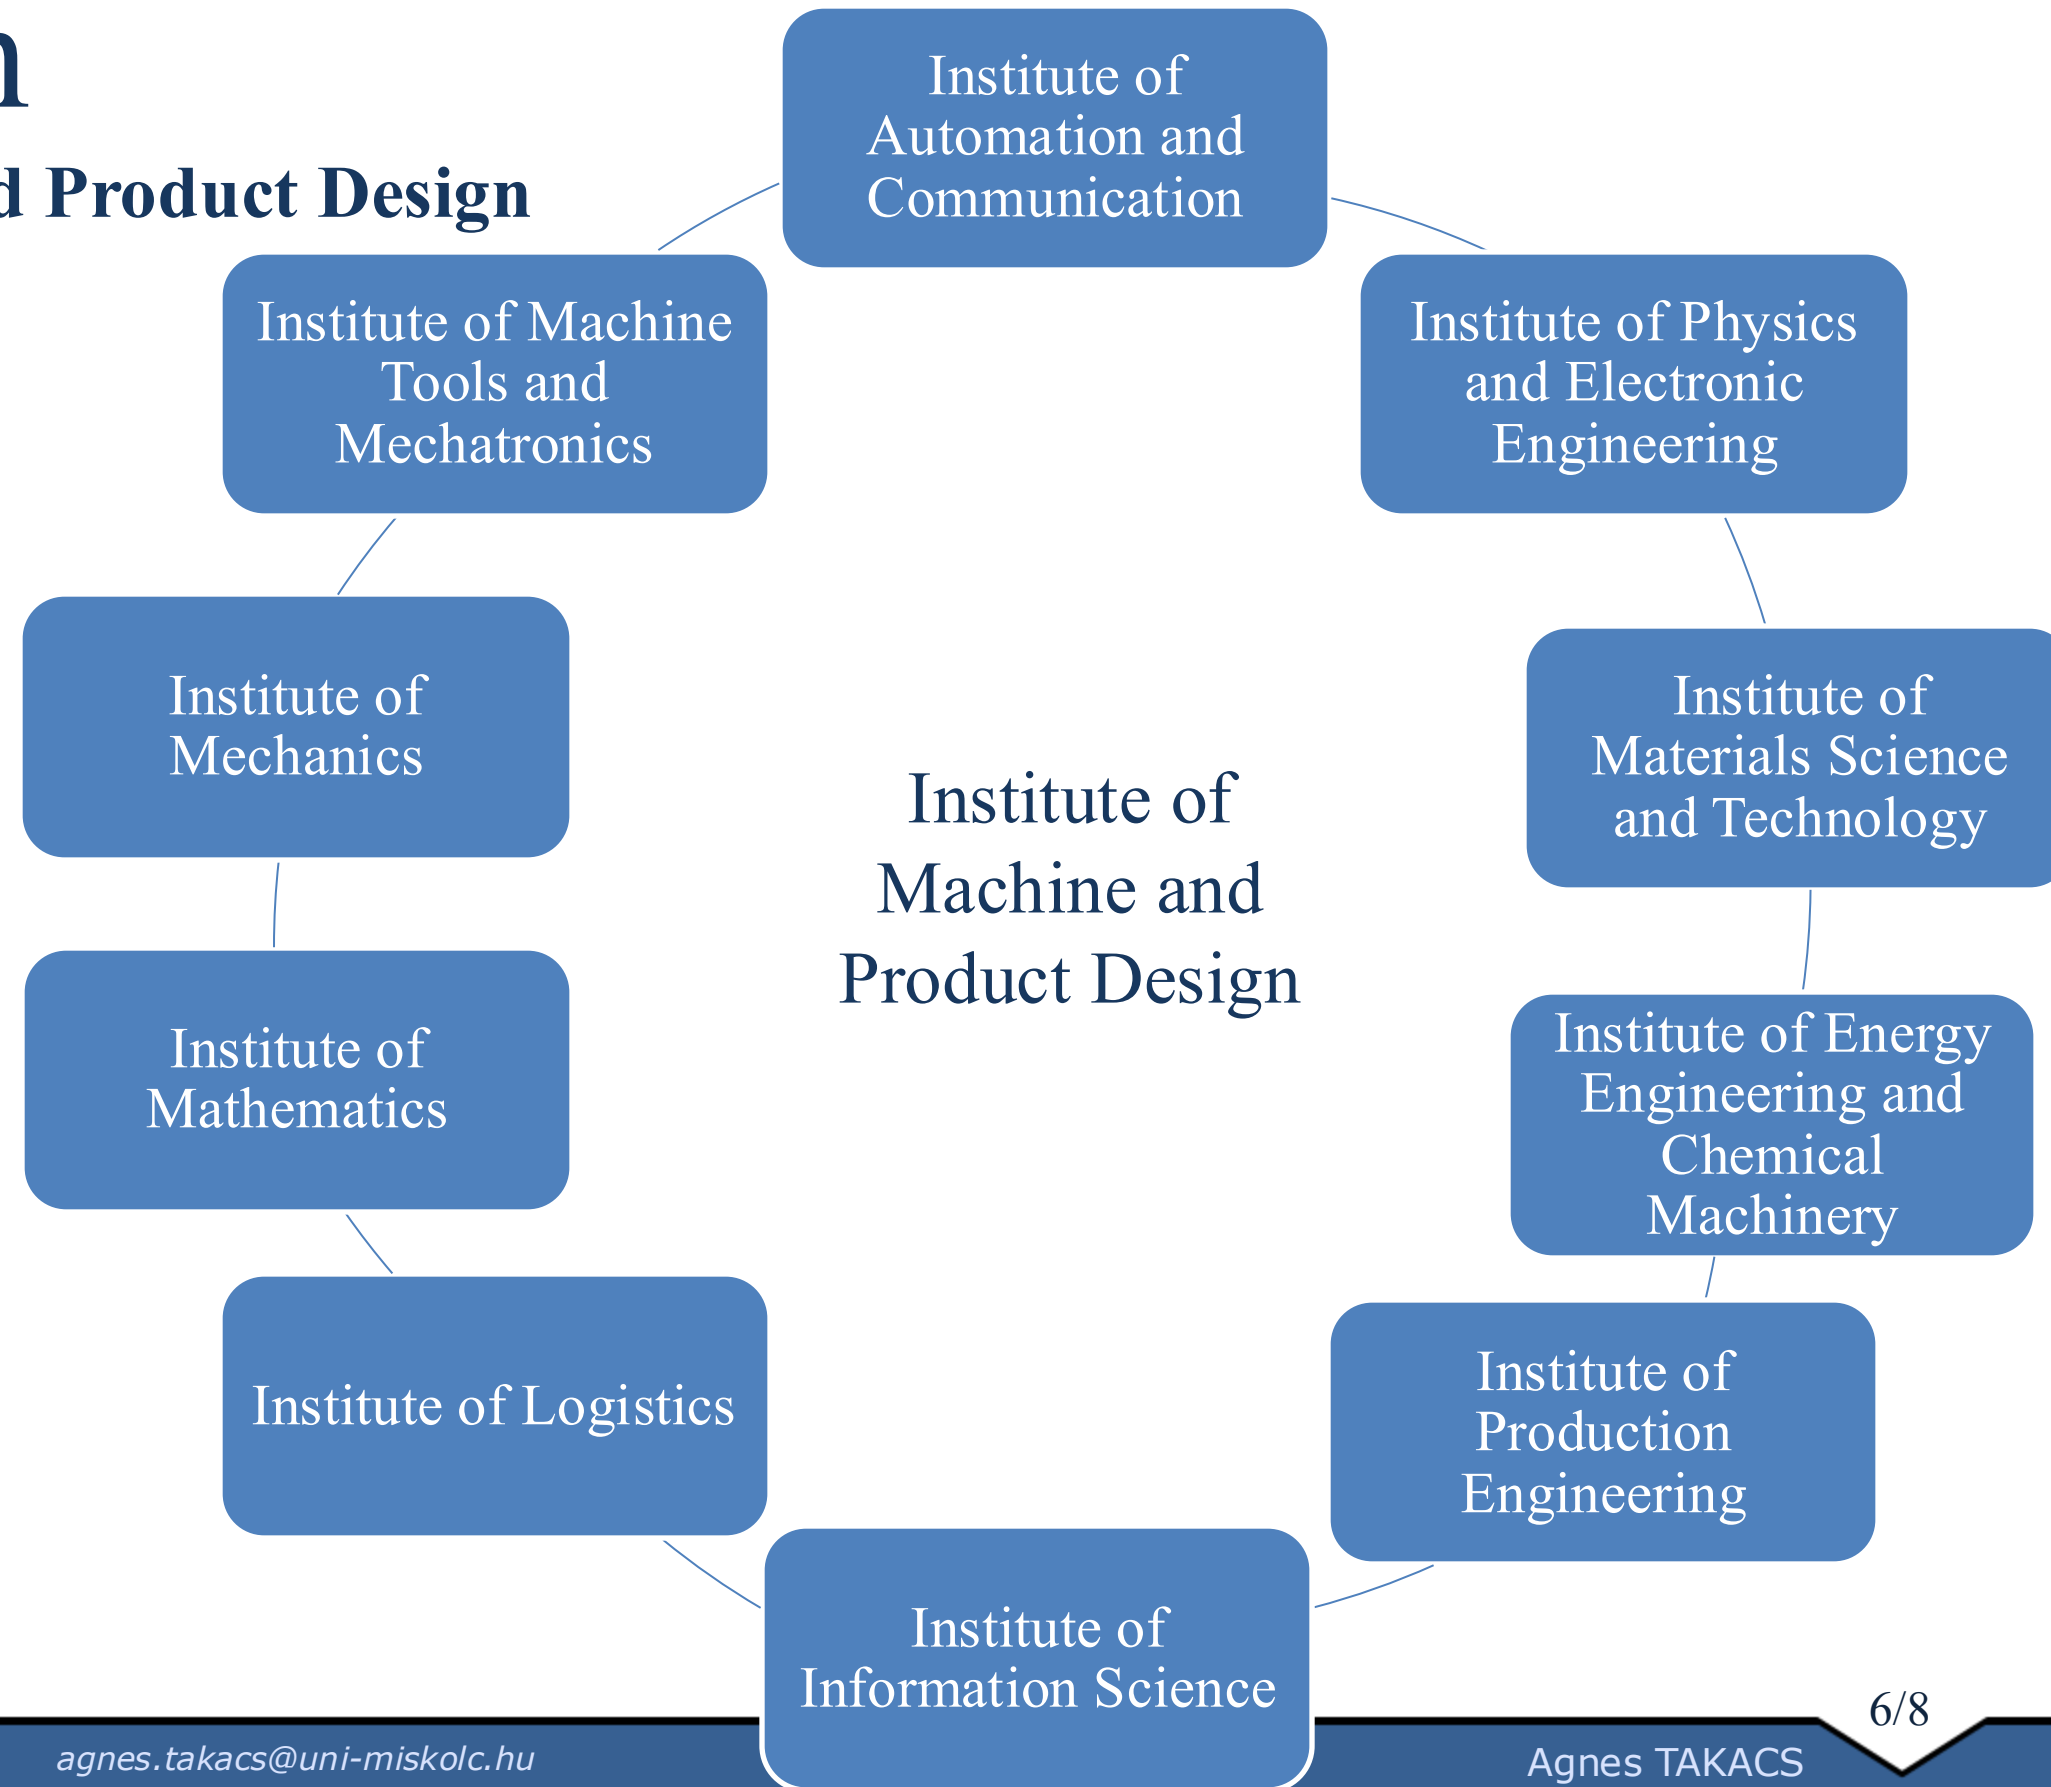 n
d Product Design
Institute of
Automation and
Communication
Institute of Machine
Tools and
Mechatronics
Institute of Physics
and Electronic
Engineering
Institute of
Mechanics
Institute of
Materials Science
and Technology
Institute of
Machine and
Product Design
Institute of
Mathematics
Institute of Energy
Engineering and
Chemical
Machinery
Institute of Logistics
Institute of
Production
Engineering
Institute of
Information Science
6/8
agnes.takacs@uni-miskolc.hu
Agnes TAKACS